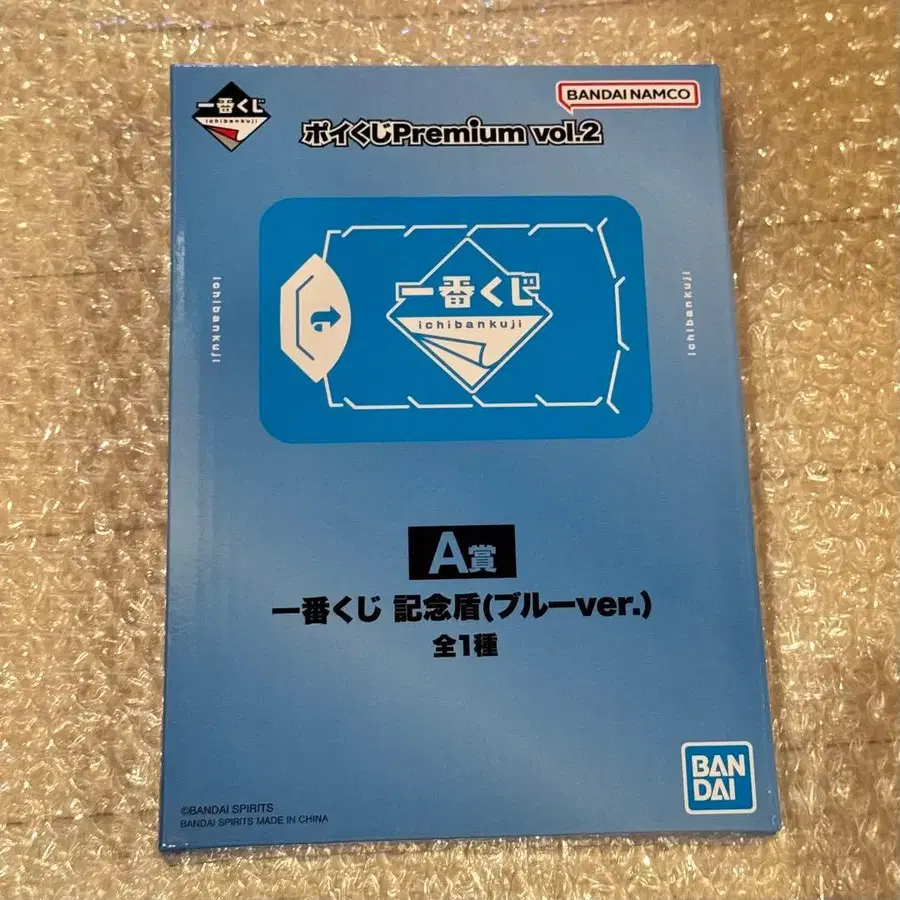 一番くじ
ichibankuji
BANDAI NAMCO
ポイくじPremium vol.2
ichibankuji
一番くじ
ichibankuji
ichibankuji
A賞
一番くじ 記念盾(ブルーver.)
全1種
BAN
DAI
©BANDAI SPIRITS
BANDAI SPIRITS MADE IN CHINA